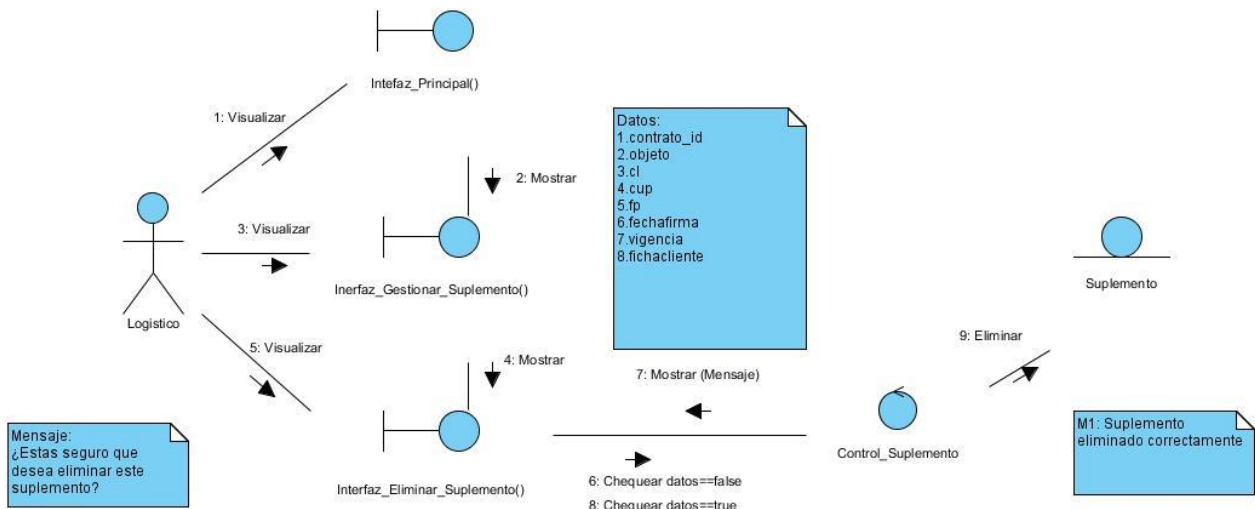 Intefaz_Principal()
1: Visualizar
Datos:
1.contrato_id
2.objeto
3.cl
4.cup
5.fp
6.fechafirma
7.vigencia
8.fichacliente
2: Mostrar
3: Visualizar
Inerfaz_Gestionar_Suplemento()
Suplemento
Logistico
5: Visualizar
4: Mostrar
9: Eliminar
7: Mostrar (Mensaje)
Mensaje:
¿Estas seguro que
desea eliminar este
suplemento?
M1: Suplemento
eliminado correctamente
Control_Suplemento
Interfaz_Eliminar_Suplemento()
6: Chequear datos==false
8: Chequear datos==true